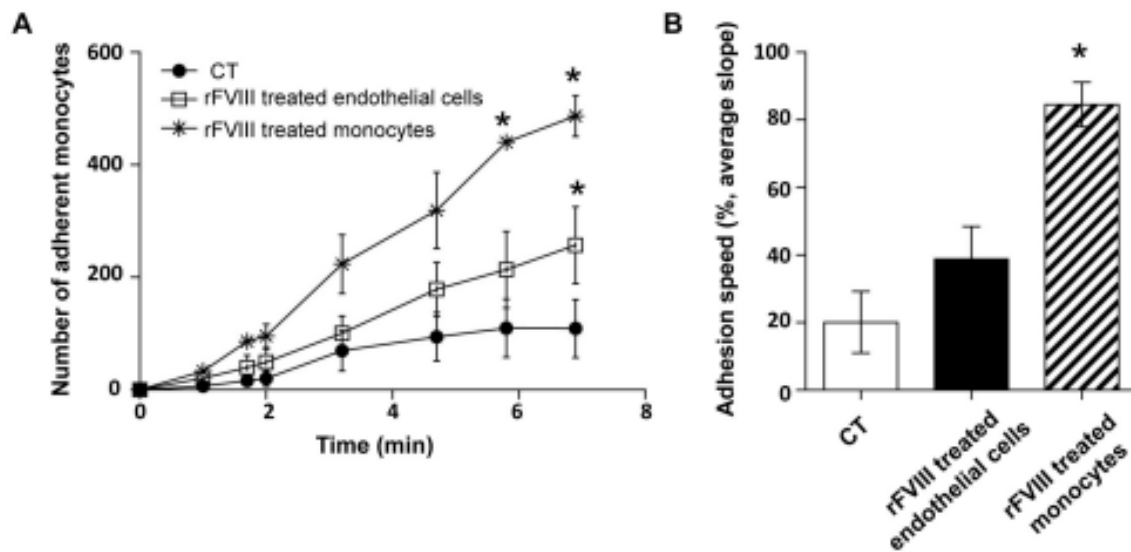 A
Number of adherent monocytes
600
400
200
0
0
2
4
6
8
Time (min)
CT
rFVIII treated endothelial cells
rFVIII treated monocytes
*
*
*
B
Adhesion speed (%, average slope)
100
80
60
40
20
0
*
CT
rFVIII treated
endothelial cells
rFVIII treated
monocytes